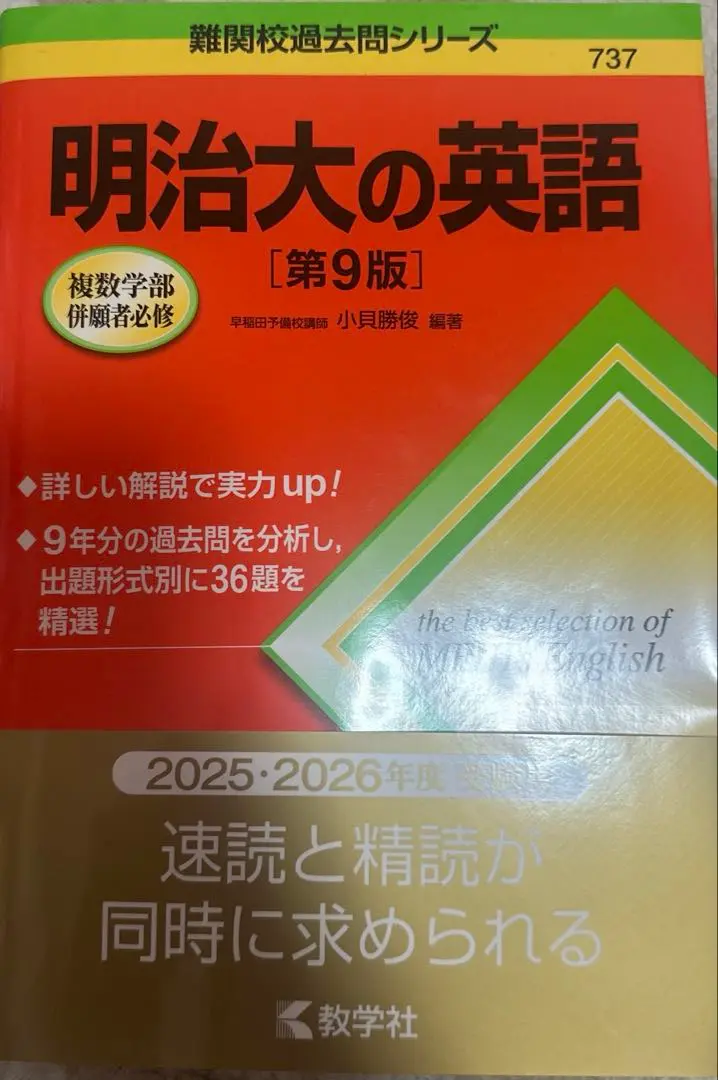 難関校過去問シリーズ
737
明治大の英語
［第9版］
複数学部
併願者必修
早稲田予備校講師 小貝勝俊 編著
◆詳しい解説で実力up!
◆9年分の過去問を分析し,
出題形式別に36題を
精選!
the best selection of
English
2025・2026年度
速読と精読が
同時に求められる
教学社